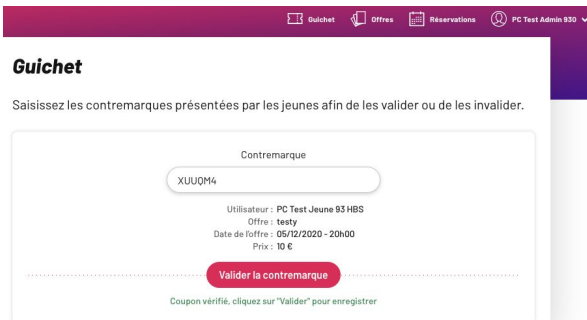 Guichet Offres Réservations PC Test Admin 930
Guichet
Saisissez les contremarques présentées par les jeunes afin de les valider ou de les invalider.
Contremarque
XUUQM4
Utilisateur : PC Test Jeune 93 HBS
Offre : testy
Date de l'offre : 05/12/2020 - 20h00
Prix : 10 €
Valider la contremarque
Coupon vérifié, cliquez sur "Valider" pour enregistrer